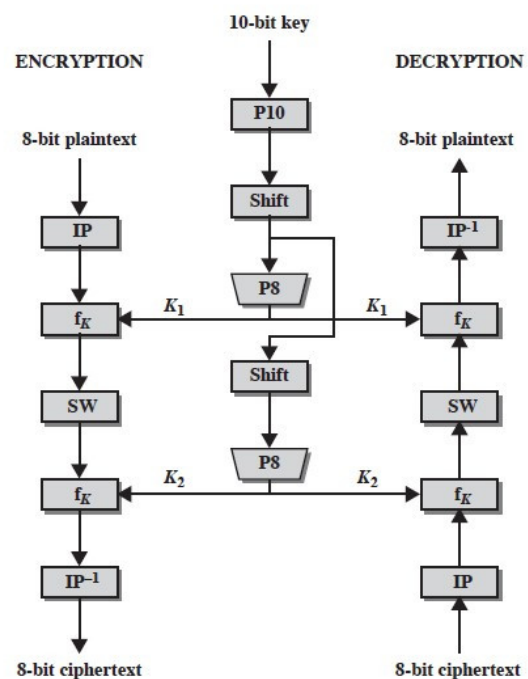 10-bit key
ENCRYPTION
DECRYPTION
P10
8-bit plaintext
8-bit plaintext
Shift
IP
IP-1
P8
fK
K1
K1
fK
Shift
SW
SW
P8
fK
K2
K2
fK
IP–1
IP
8-bit ciphertext
8-bit ciphertext